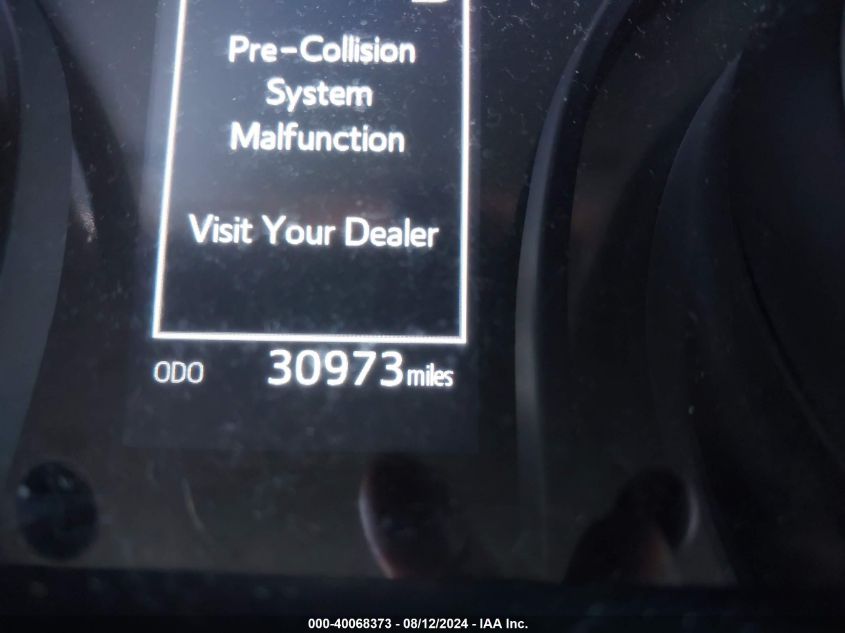 Pre-Collision
System
Malfunction
Visit Your Dealer
ODO 30973 miles
000-40068373 - 08/12/2024 - IAA Inc.